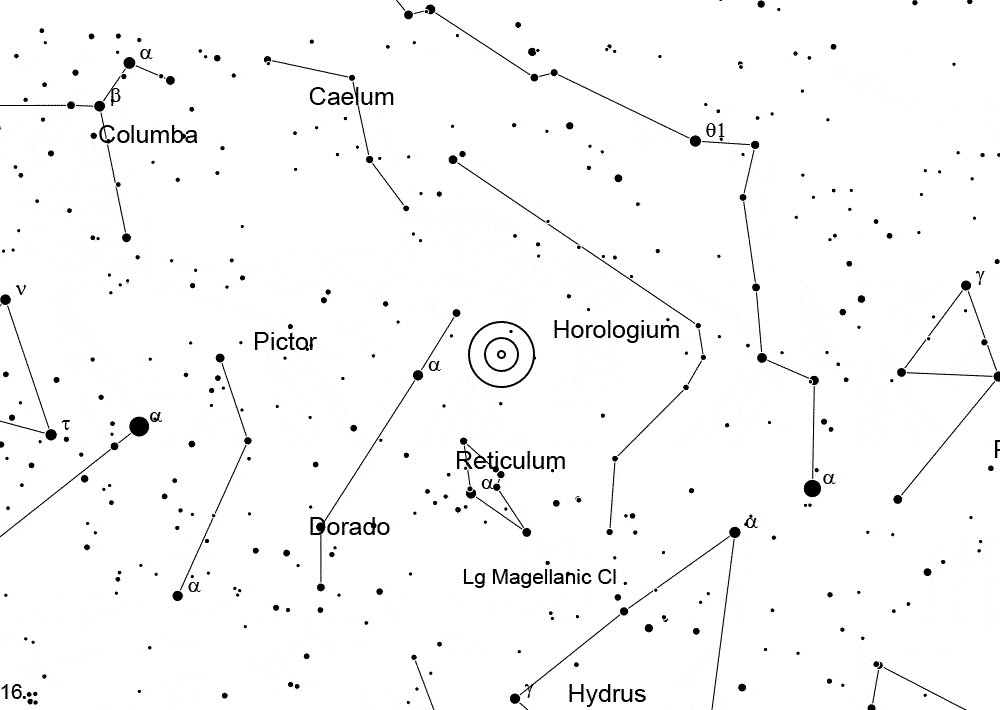 α
β
Columba
Caelum
θ1
γ
ν
Pictor
Horologium
α
α
τ
Reticulum
α
α
Dorado
α
Lg Magellanic Cl
α
16
γ
Hydrus